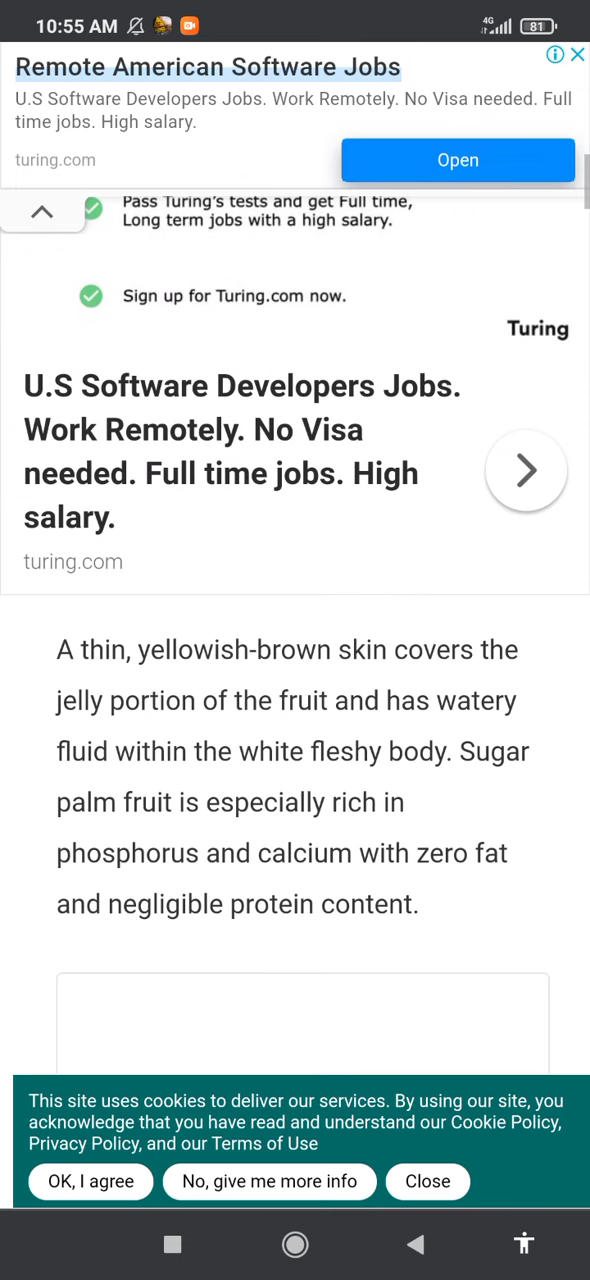 10:55 AM
4G
81
Remote American Software Jobs
U.S Software Developers Jobs. Work Remotely. No Visa needed. Full
time jobs. High salary.
turing.com
Open
Pass Turing's tests and get Full time,
Long term jobs with a high salary.
Sign up for Turing.com now.
Turing
U.S Software Developers Jobs.
Work Remotely. No Visa
needed. Full time jobs. High
salary.
turing.com
A thin, yellowish-brown skin covers the
jelly portion of the fruit and has watery
fluid within the white fleshy body. Sugar
palm fruit is especially rich in
phosphorus and calcium with zero fat
and negligible protein content.
This site uses cookies to deliver our services. By using our site, you
acknowledge that you have read and understand our Cookie Policy,
Privacy Policy, and our Terms of Use
OK, I agree
No, give me more info
Close